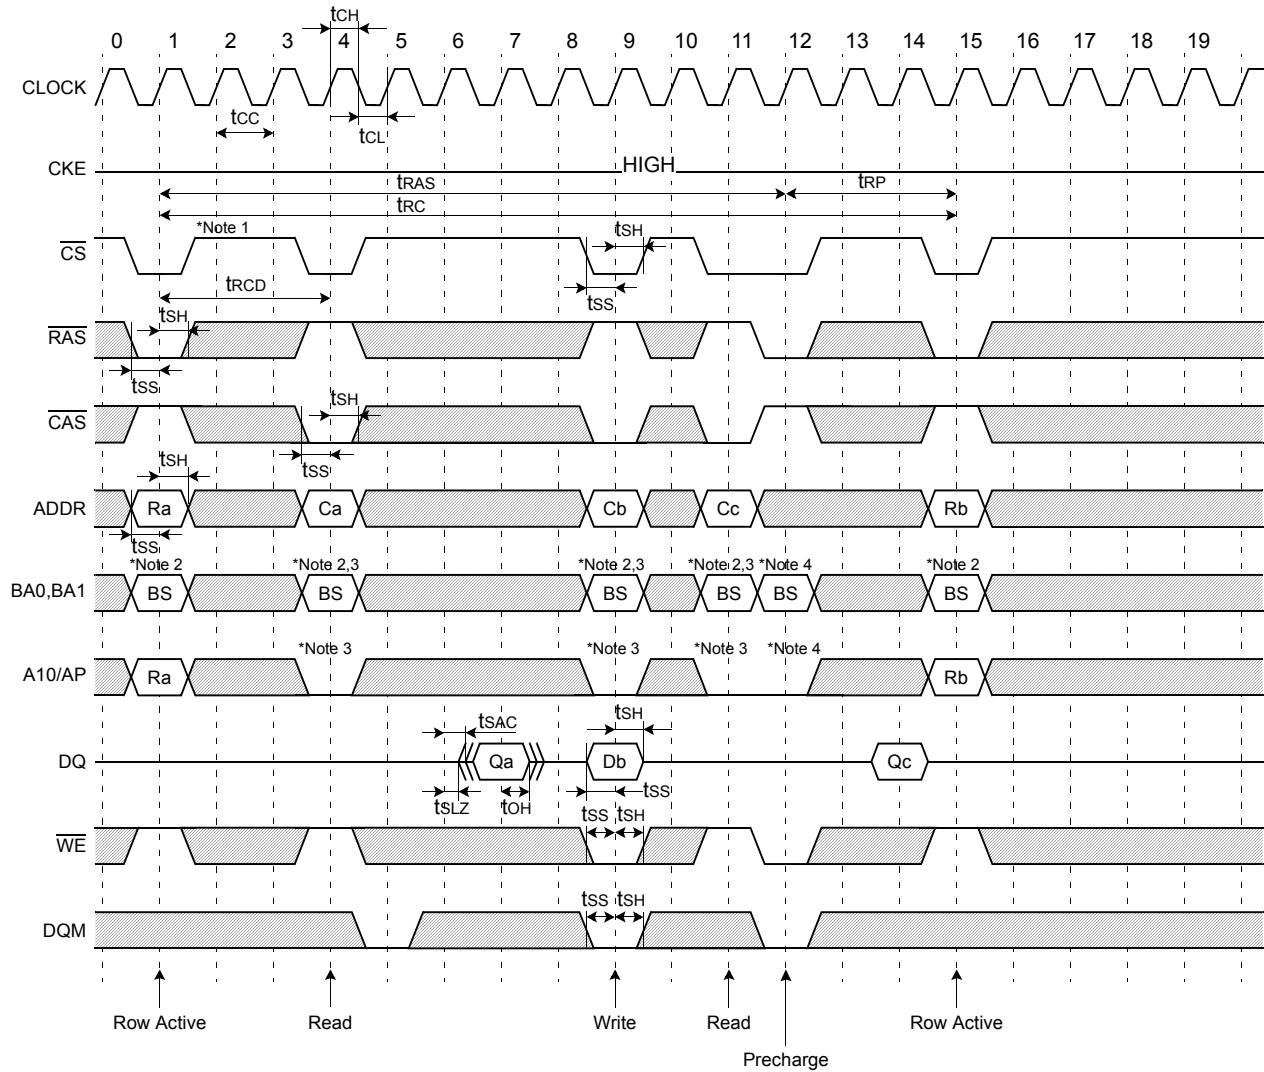 tCH
0 1 2 3 4 5 6 7 8 9 10 11 12 13 14 15 16 17 18 19
CLOCK
tCC
tCL
CKE
HIGH
tRAS
tRP
tRC
*Note 1
tSH
CS
tRCD
tSS
tSH
RAS
tSS
tSH
CAS
tSS
tSH
ADDR
Ra Ca Cb Cc Rb
tSS
*Note 2 *Note 2,3 *Note 2,3 *Note 2,3 *Note 4 *Note 2
BA0,BA1
BS BS BS BS BS BS
*Note 3 *Note 3 *Note 3 *Note 4
A10/AP
Ra Rb
tSH
tSAC
DQ
Qa Db Qc
tSLZ tOH tSS
tSS tSH
WE
tSS tSH
DQM
Row Active Read Write Read Row Active
Precharge